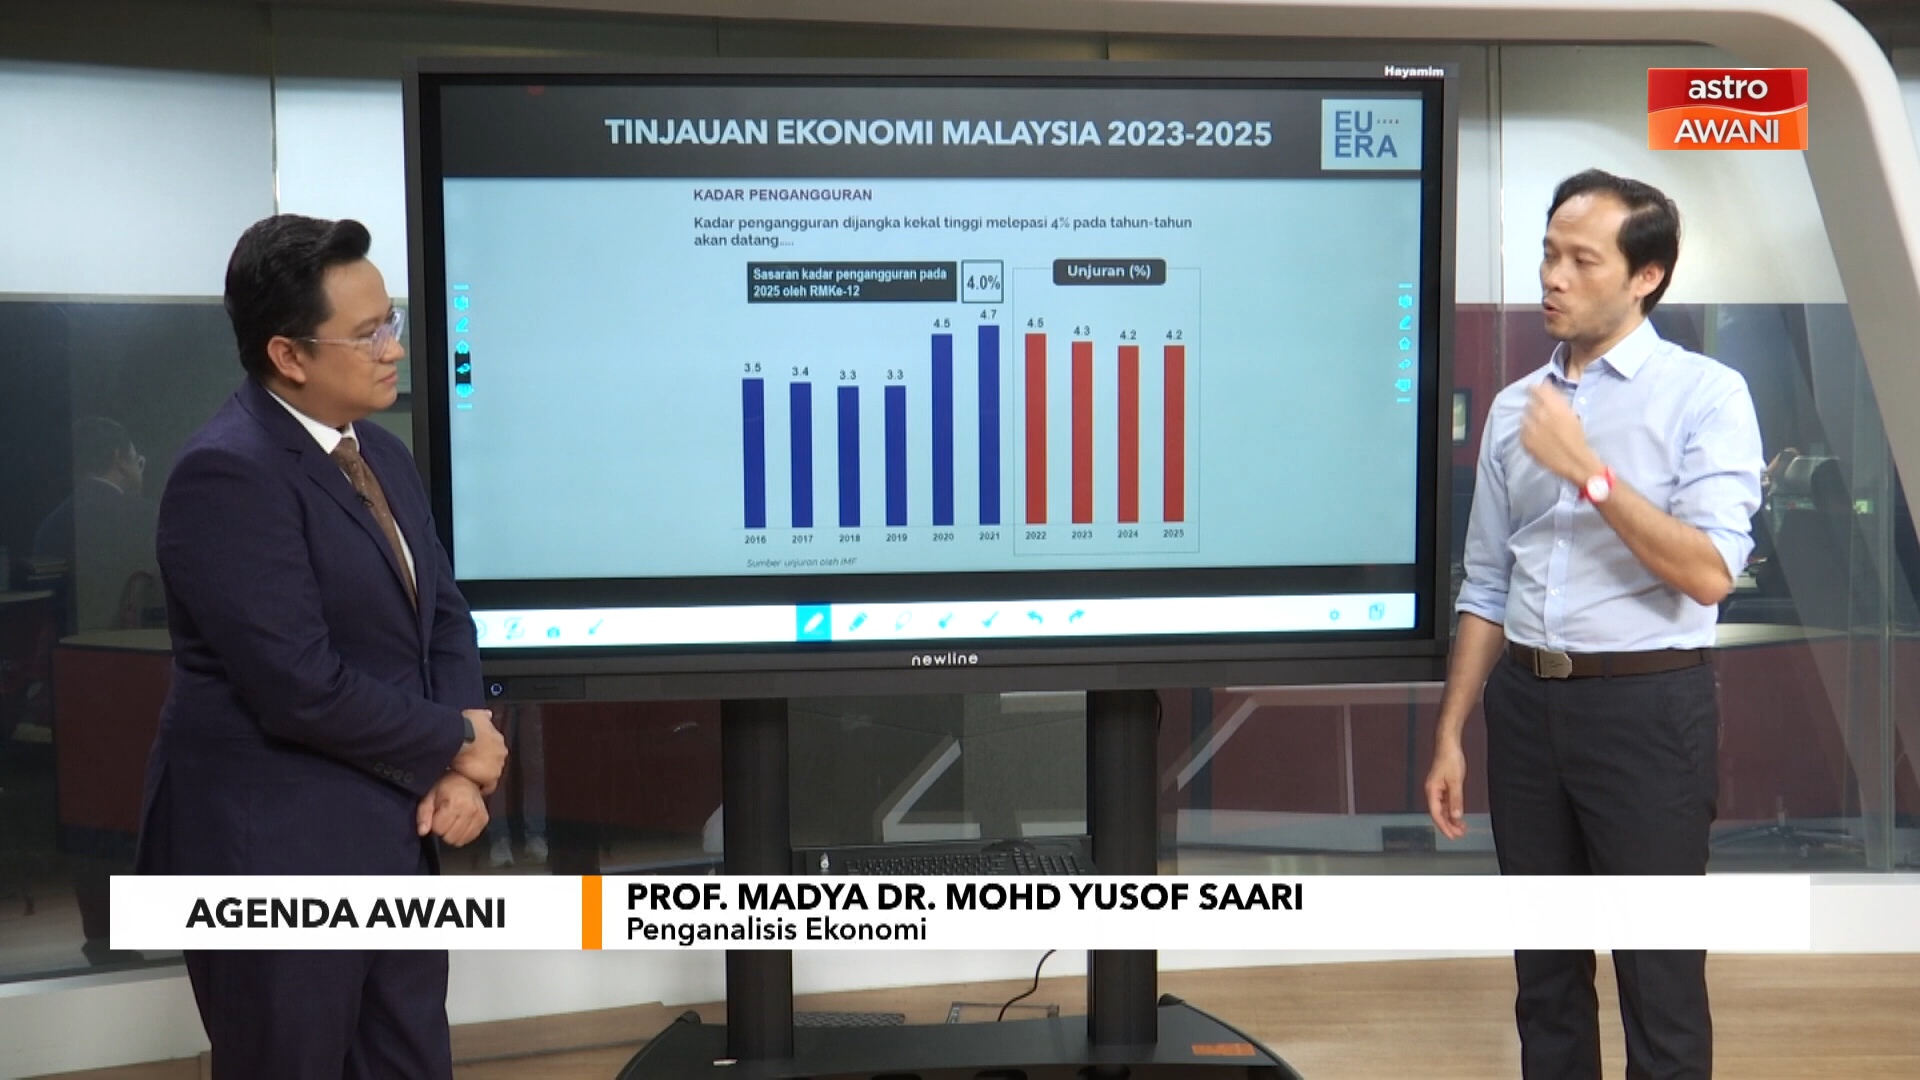 Hayamim
astro
AWANI
TINJAUAN EKONOMI MALAYSIA 2023-2025
EU
ERA
KADAR PENGANGGURAN
Kadar pengangguran dijangka kekal tinggi melepasi 4% pada tahun-tahun
akan datang.....
Sasaran kadar pengangguran pada
2025 oleh RMKe-12
4.0%
Unjuran (%)
3.5 3.4 3.3 3.3 4.5 4.7 4.5 4.3 4.2 4.2
2016 2017 2018 2019 2020 2021 2022 2023 2024 2025
Sumber unjuran oleh IMF
newline
AGENDA AWANI
PROF. MADYA DR. MOHD YUSOF SAARI
Penganalisis Ekonomi